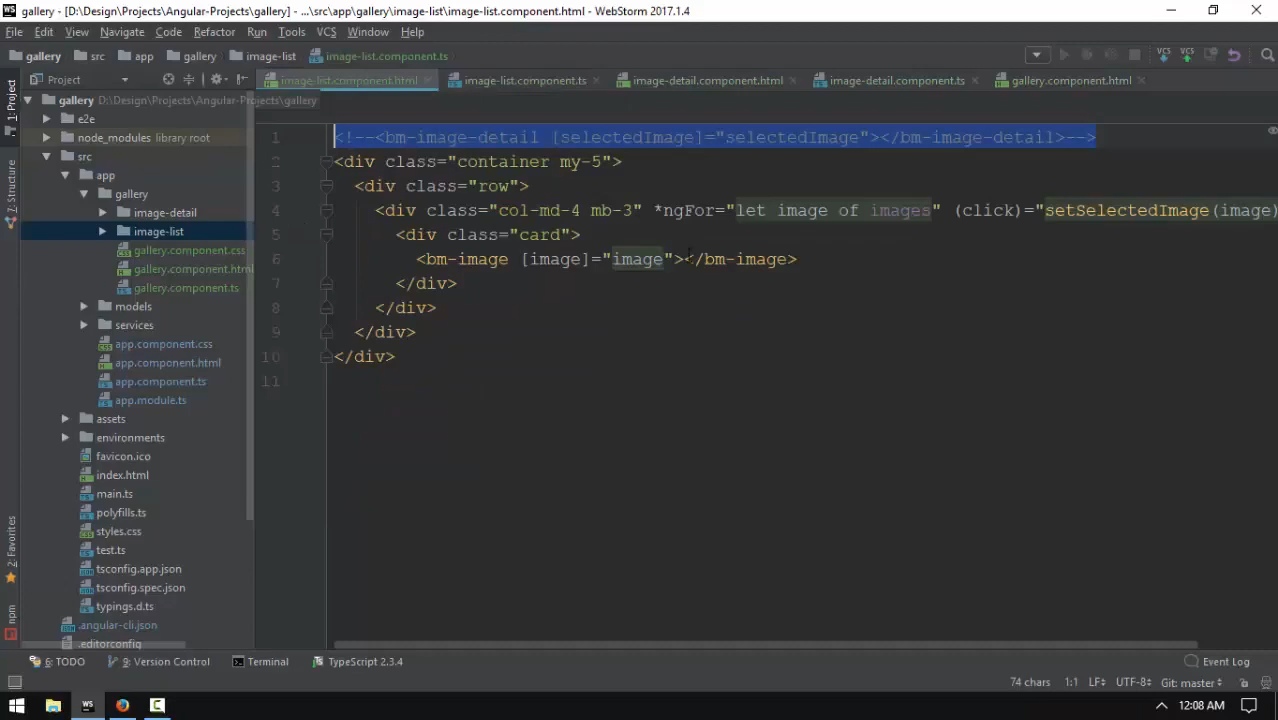 WS gallery - [D:\Design\Projects\Angular-Projects\gallery] - ...\src\app\gallery\image-list\image-list.component.html - WebStorm 2017.1.4
File Edit View Navigate Code Refactor Run Tools VCS Window Help
gallery src app gallery image-list image-list.component.ts
Project
image-list.component.html image-list.component.ts image-detail.component.html image-detail.component.ts gallery.component.html
1: Project
7: Structure
2: Favorites
npm
gallery D:\Design\Projects\Angular-Projects\gallery
e2e
node_modules library root
src
app
gallery
image-detail
image-list
gallery.component.css
gallery.component.html
gallery.component.ts
models
services
app.component.css
app.component.html
app.component.ts
app.module.ts
assets
environments
favicon.ico
index.html
main.ts
polyfills.ts
styles.css
test.ts
tsconfig.app.json
tsconfig.spec.json
typings.d.ts
.angular-cli.json
.editorconfig
1 <!--<bm-image-detail [selectedImage]="selectedImage"></bm-image-detail>-->
2 <div class="container my-5">
3 <div class="row">
4 <div class="col-md-4 mb-3" *ngFor="let image of images" (click)="setSelectedImage(image)
5 <div class="card">
6 <bm-image [image]="image"></bm-image>
7 </div>
8 </div>
9 </div>
10 </div>
11
6: TODO 9: Version Control Terminal TypeScript 2.3.4 Event Log
74 chars 1:1 LF÷ UTF-8÷ Git: master÷
WS 12:08 AM